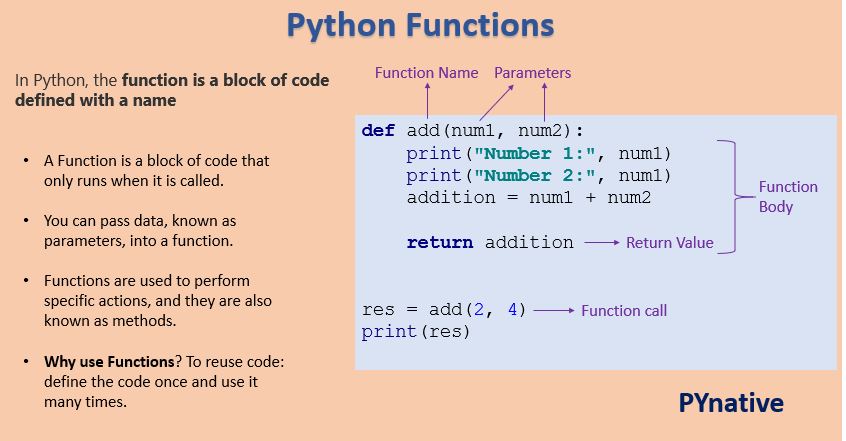 Python Functions
In Python, the function is a block of code
defined with a name
• A Function is a block of code that
only runs when it is called.
• You can pass data, known as
parameters, into a function.
• Functions are used to perform
specific actions, and they are also
known as methods.
• Why use Functions? To reuse code:
define the code once and use it
many times.
Function Name Parameters
def add(num1, num2):
    print("Number 1:", num1)
    print("Number 2:", num1)
    addition = num1 + num2
    return addition
Return Value
Function
Body
res = add(2, 4)
Function call
print(res)
PYnative